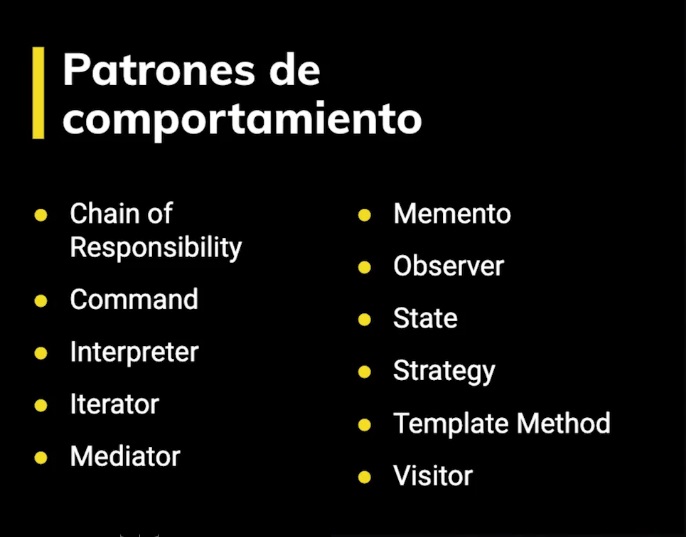 Patrones de
comportamiento
Chain of
Responsibility
Command
Interpreter
Iterator
Mediator
Memento
Observer
State
Strategy
Template Method
Visitor